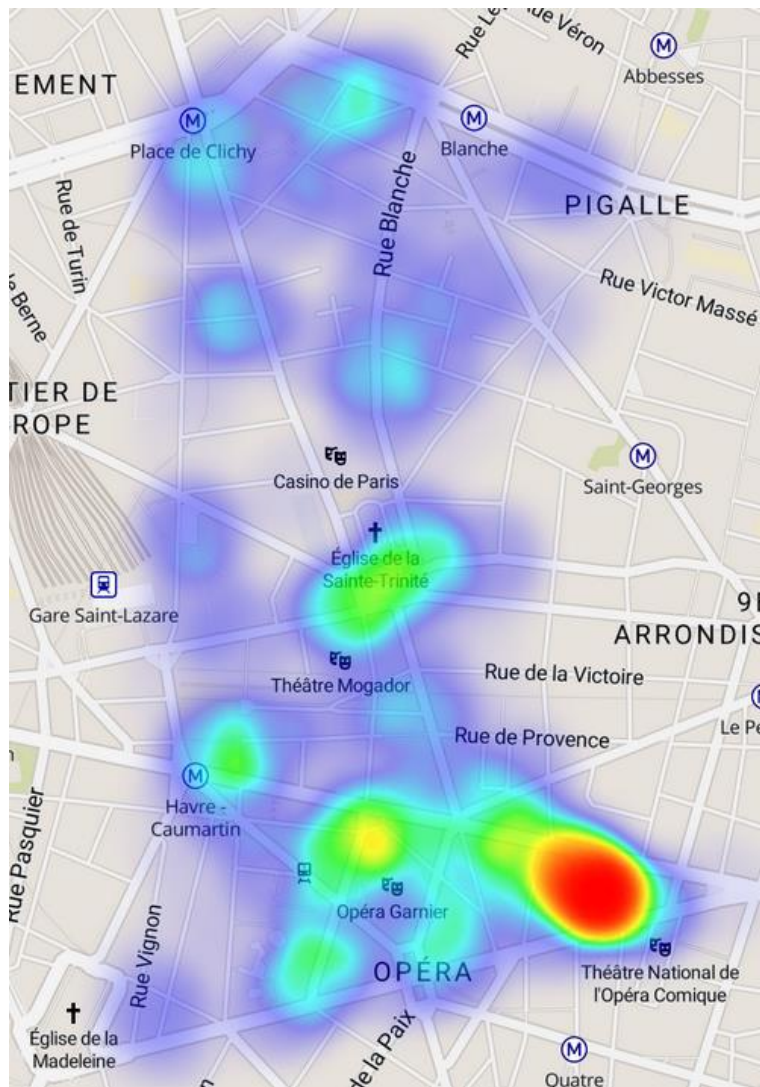 Rue Véron
Abbesses
EMENT
Place de Clichy
Blanche
PIGALLE
Rue de Turin
Rue Blanche
Rue Victor Massé
Berne
TIER DE
ROPE
Casino de Paris
Saint-Georges
Église de la
Sainte-Trinité
Gare Saint-Lazare
ARRONDIS
Théâtre Mogador
Rue de la Victoire
Le Pe
Rue de Provence
Havre -
Caumartin
Rue Pasquier
Opéra Garnier
Rue Vignon
OPÉRA
Théâtre National de
l'Opéra Comique
Église de la
Madeleine
de la Paix
Quatre